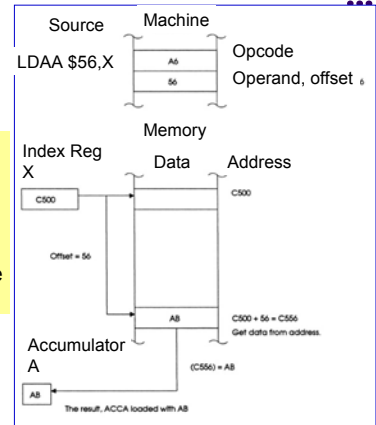 Source Machine
LDAA $56,X
A6 Opcode
56 Operand, offset 6
Memory
Index Reg
X
Data Address
C500
C500
Offset = 56
AB
C500 + 56 = C556
Get data from address.
Accumulator
A
(C556) = AB
AB
The result, ACCA loaded with AB